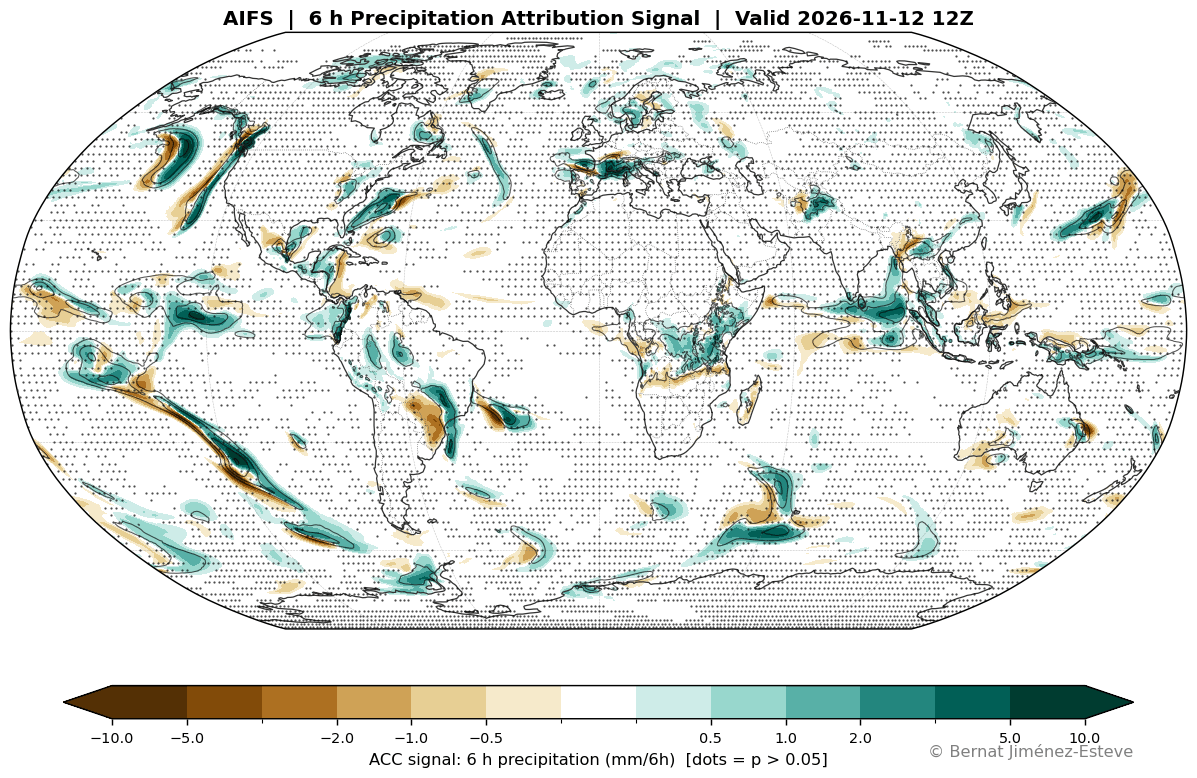 AIFS | 6 h Precipitation Attribution Signal | Valid 2026-11-12 12Z
−10.0 −5.0 −2.0 −1.0 −0.5 0.5 1.0 2.0 5.0 10.0
ACC signal: 6 h precipitation (mm/6h) [dots = p > 0.05]
© Bernat Jiménez-Esteve